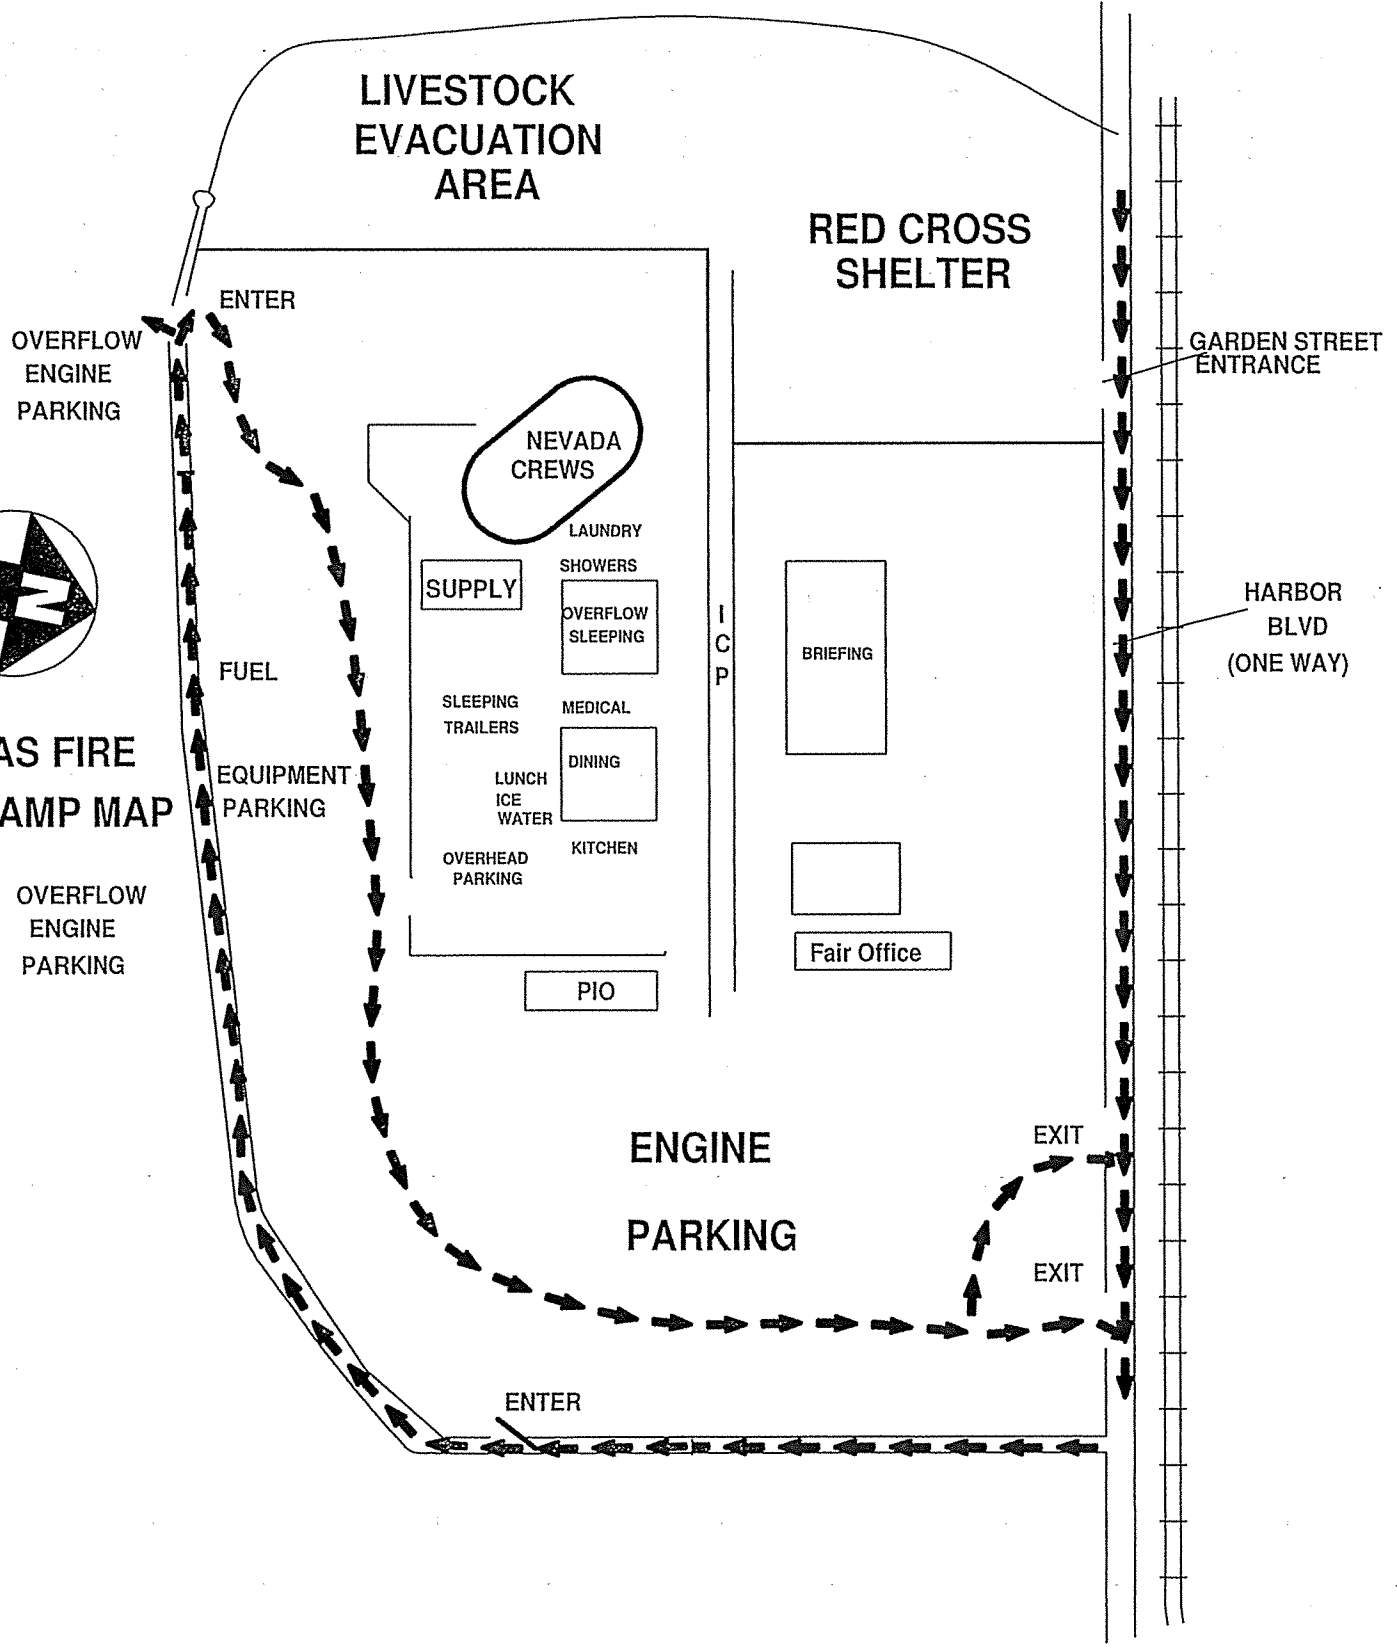 LIVESTOCK
EVACUATION
AREA
RED CROSS
SHELTER
ENTER
OVERFLOW
ENGINE
PARKING
GARDEN STREET
ENTRANCE
NEVADA
CREWS
LAUNDRY
SHOWERS
SUPPLY
OVERFLOW
SLEEPING
N
I
C
P
BRIEFING
HARBOR
BLVD
(ONE WAY)
FUEL
SLEEPING
TRAILERS
MEDICAL
DINING
AS FIRE
AMP MAP
EQUIPMENT
PARKING
LUNCH
ICE
WATER
KITCHEN
OVERHEAD
PARKING
OVERFLOW
ENGINE
PARKING
Fair Office
PIO
ENGINE
PARKING
EXIT
EXIT
ENTER